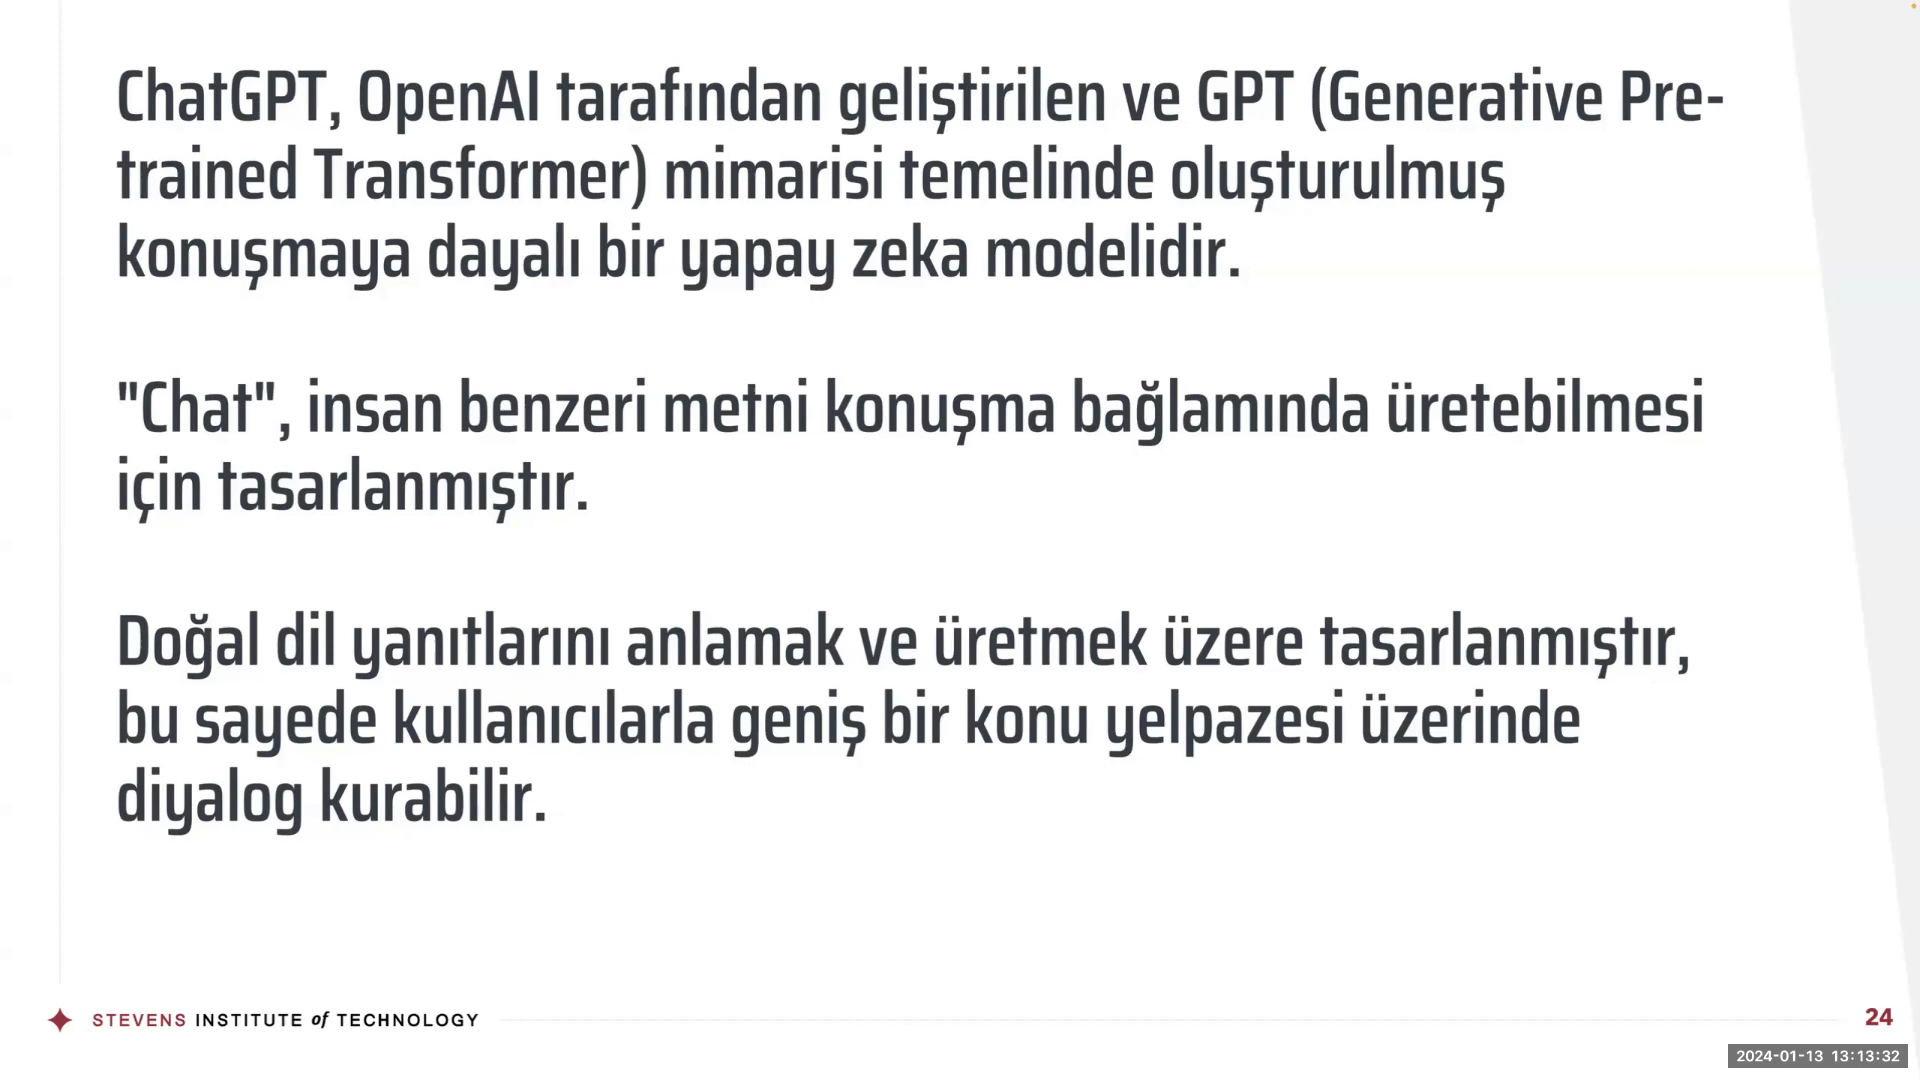 ChatGPT, OpenAI tarafından geliştirilen ve GPT (Generative Pre-
trained Transformer) mimarisi temelinde oluşturulmuş
konuşmaya dayalı bir yapay zeka modelidir.
"Chat", insan benzeri metni konuşma bağlamında üretebilmesi
için tasarlanmıştır.
Doğal dil yanıtlarını anlamak ve üretmek üzere tasarlanmıştır,
bu sayede kullanıcılarla geniş bir konu yelpazesi üzerinde
diyalog kurabilir.
STEVENS INSTITUTE of TECHNOLOGY
24
2024-01-13 13:13:32